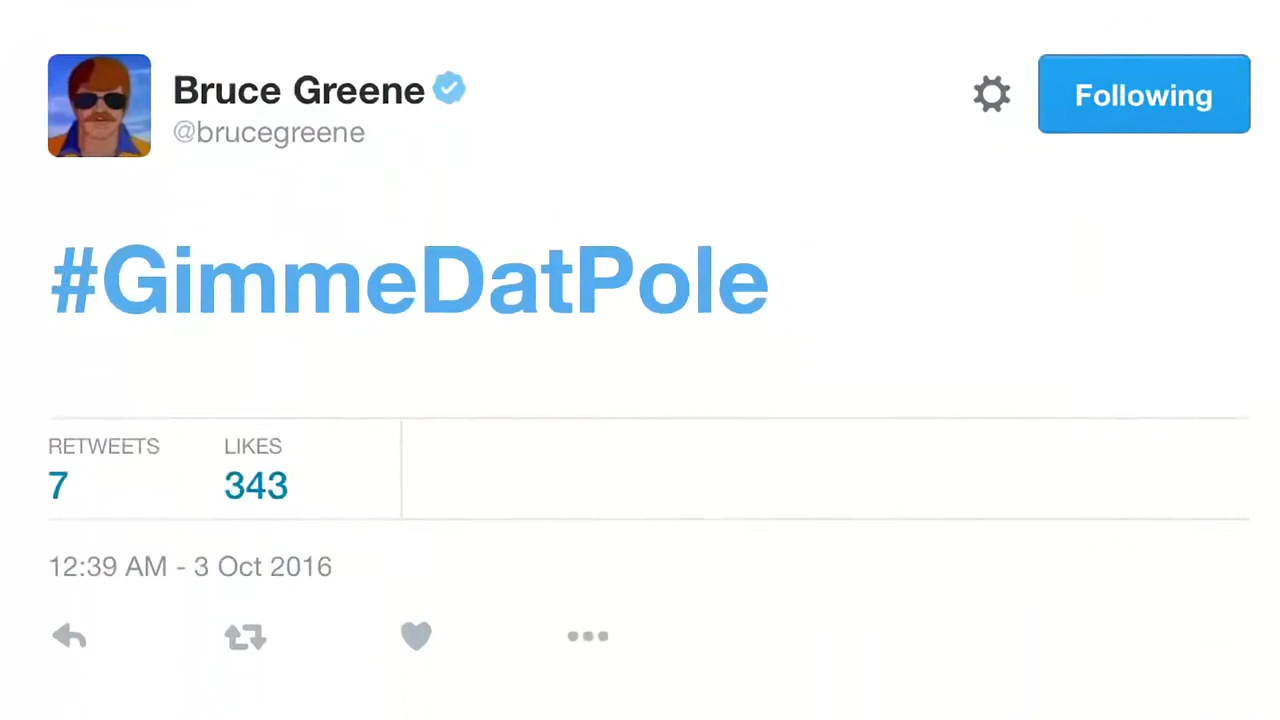 Bruce Greene
@brucegreene
Following
#GimmeDatPole
RETWEETS LIKES
7 343
12:39 AM - 3 Oct 2016